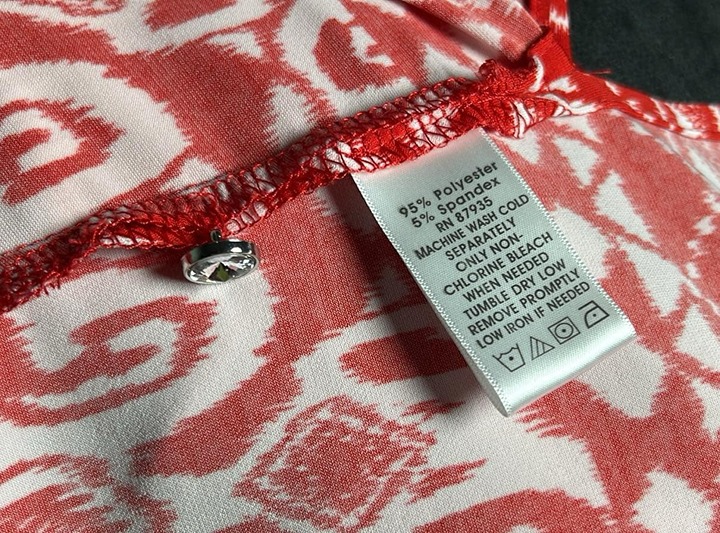 95% Polyester
5% Spandex
RN 87935
MACHINE WASH COLD
SEPARATELY
ONLY NON-
CHLORINE BLEACH
WHEN NEEDED
TUMBLE DRY LOW
REMOVE PROMPTLY
LOW IRON IF NEEDED